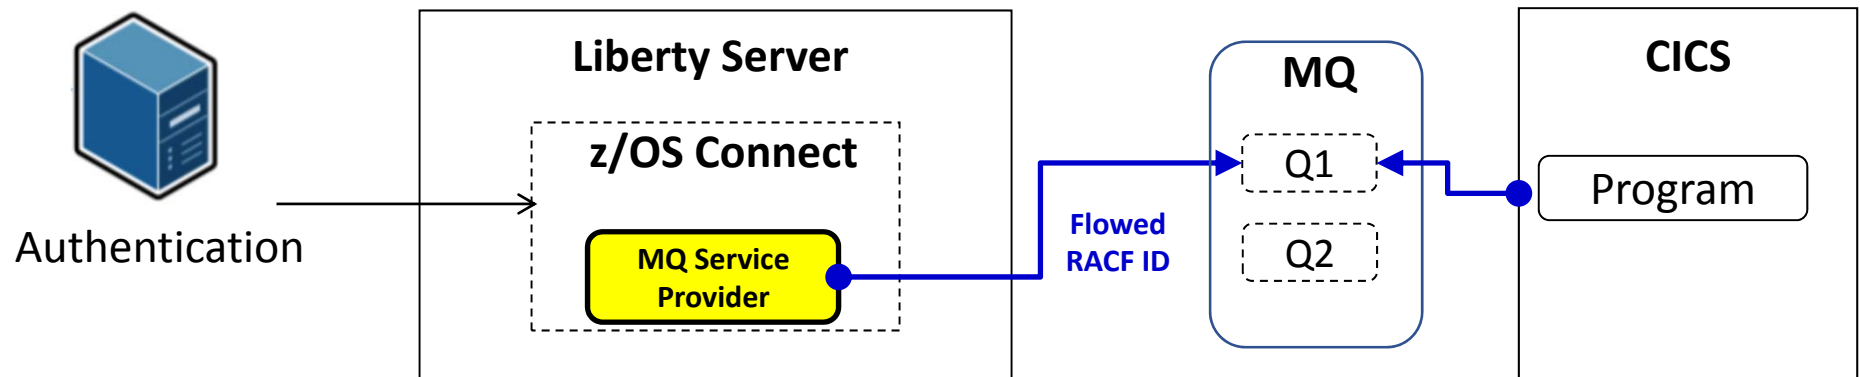 Authentication
Liberty Server
z/OS Connect
MQ Service
Provider
Flowed
RACF ID
MQ
Q1
Q2
CICS
Program